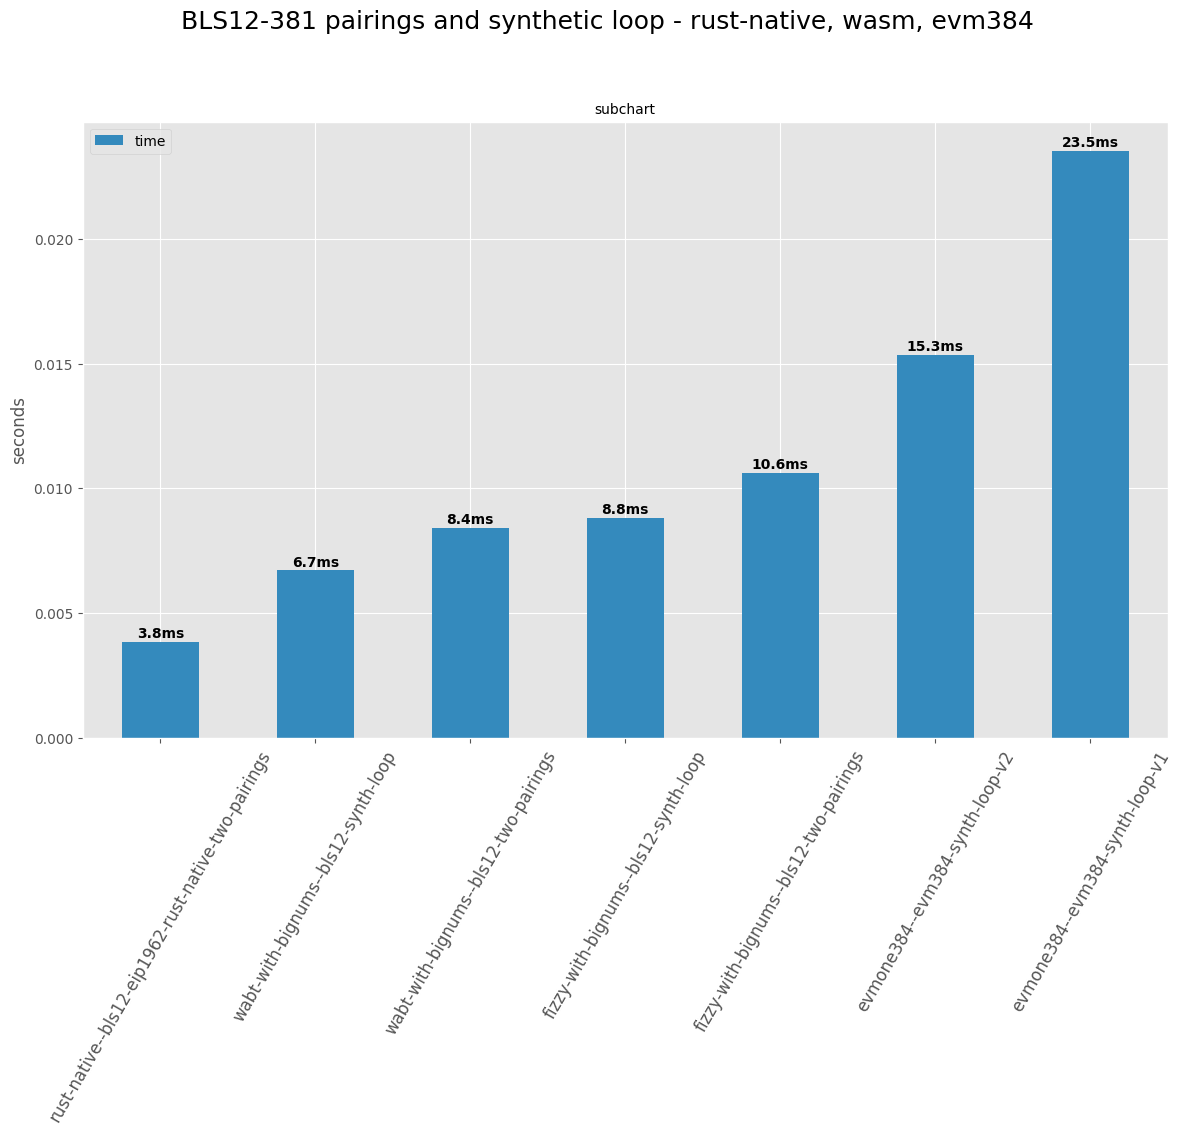 BLS12-381 pairings and synthetic loop - rust-native, wasm, evm384
subchart
time
23.5ms
15.3ms
10.6ms
8.8ms
8.4ms
6.7ms
3.8ms
seconds
0.020
0.015
0.010
0.005
0.000
rust-native--bls12-eip1962-rust-native-two-pairings
wabt-with-bignums--bls12-synth-loop
wabt-with-bignums--bls12-two-pairings
fizzy-with-bignums--bls12-synth-loop
fizzy-with-bignums--bls12-two-pairings
evmone384--evm384-synth-loop-v2
evmone384--evm384-synth-loop-v1